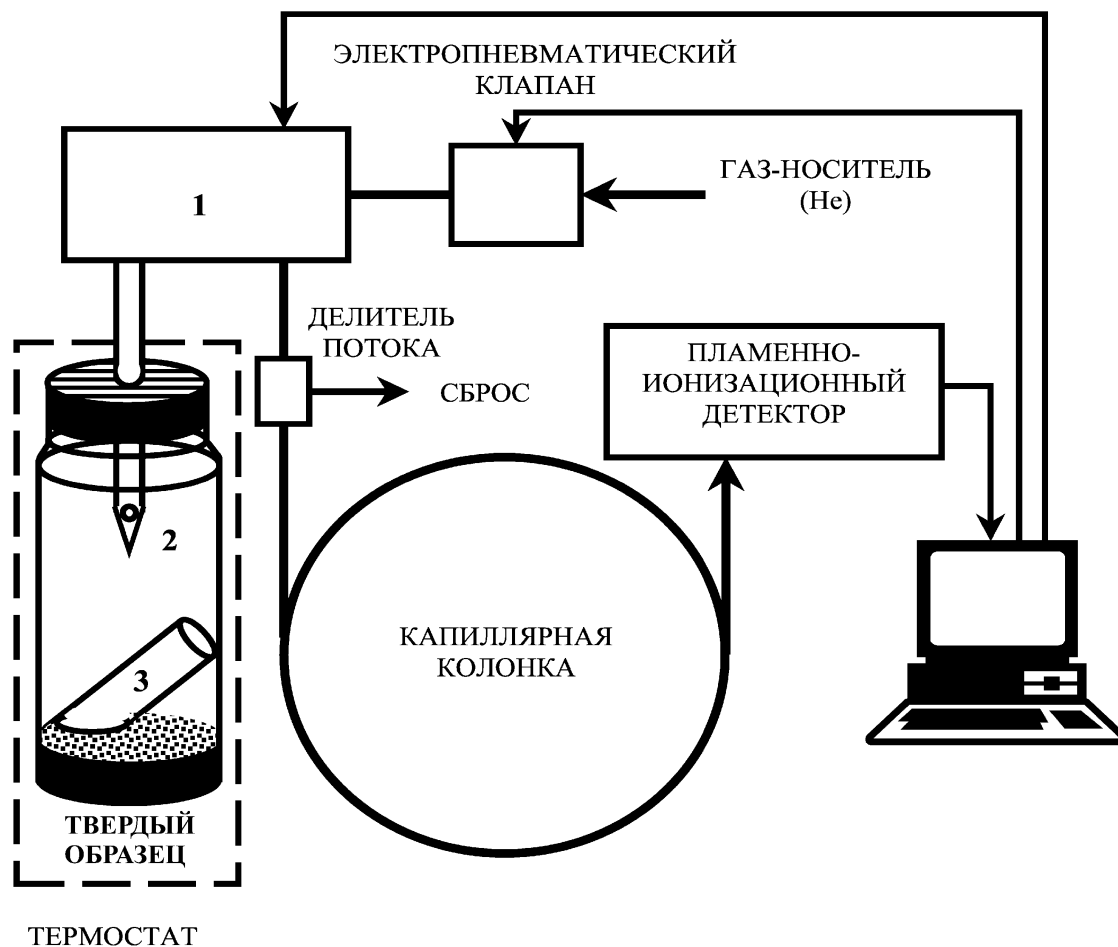 ЭЛЕКТРОПНЕВМАТИЧЕСКИЙ
КЛАПАН
1
ГАЗ-НОСИТЕЛЬ
(He)
ДЕЛИТЕЛЬ
ПОТОКА
СБРОС
ПЛАМЕННО-
ИОНИЗАЦИОННЫЙ
ДЕТЕКТОР
2
3
КАПИЛЛЯРНАЯ
КОЛОНКА
ТВЕРДЫЙ
ОБРАЗЕЦ
ТЕРМОСТАТ